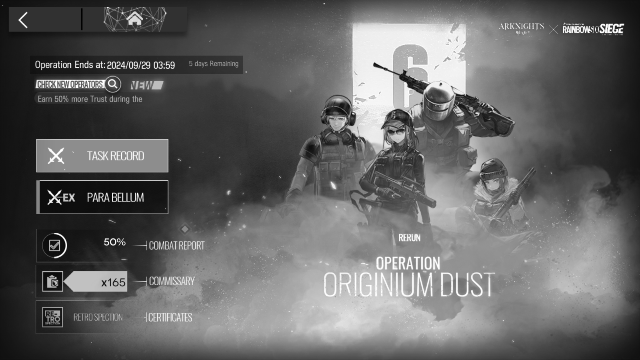 ARKNIGHTS
RAINBOW SIX SIEGE
Operation Ends at: 2024/09/29 03:59
5 days Remaining
CHECK NEW OPERATORS
NEW
Earn 50% more Trust during the
6
TASK RECORD
EX PARA BELLUM
50%
COMBAT REPORT
x165
COMMISSARY
RETRO
RETROSPECTION
CERTIFICATES
RERUN
OPERATION
ORIGINIUM DUST